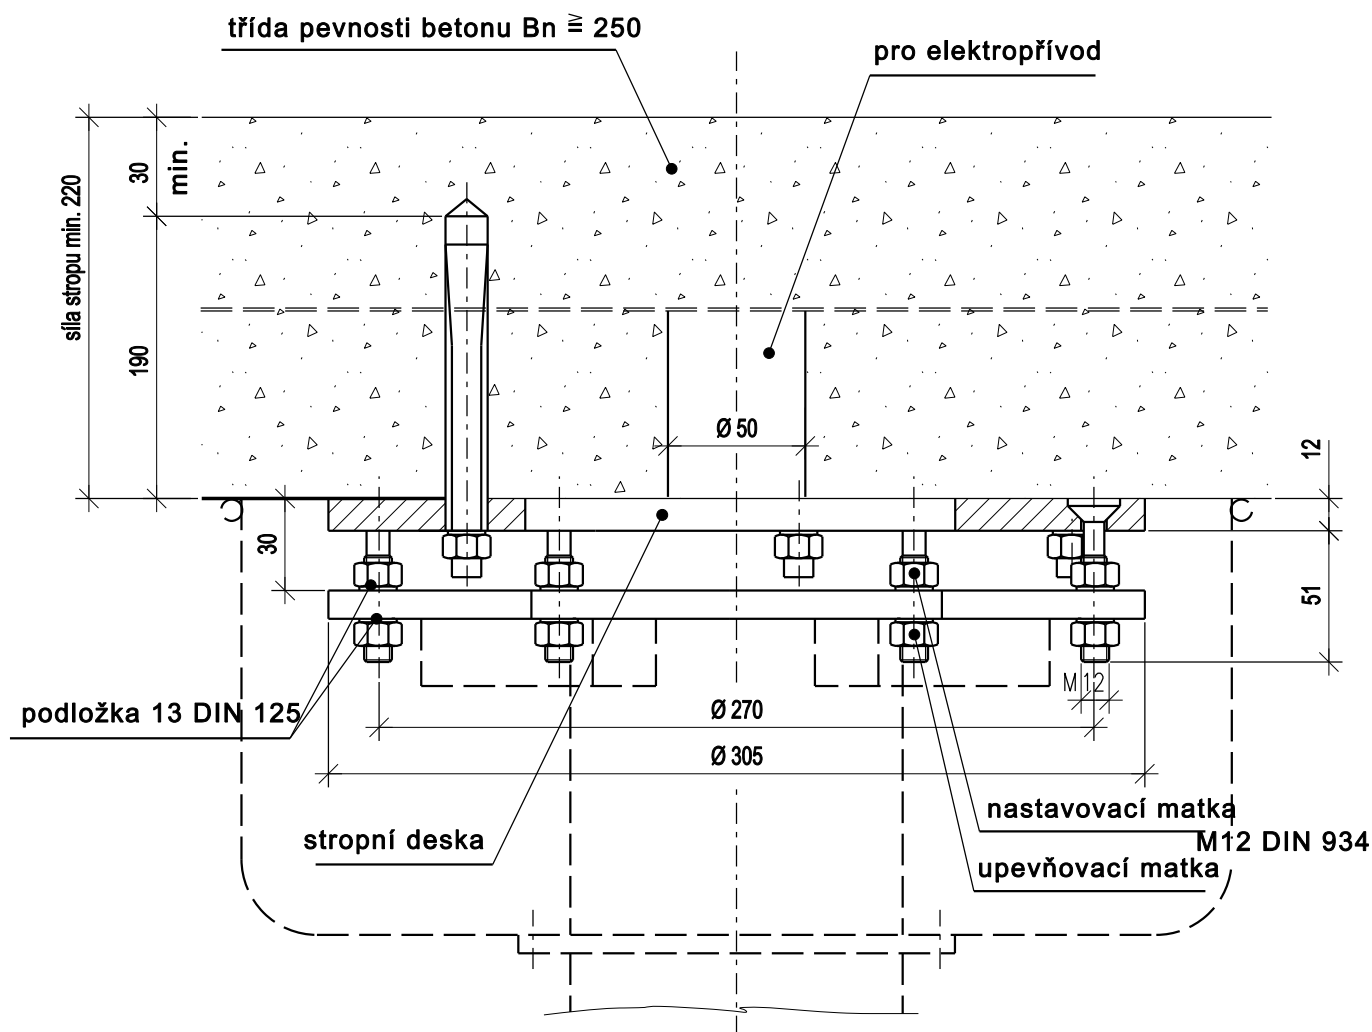 třída pevnosti betonu Bn ≧ 250
pro elektropřívod
30
min.
síla stropu min. 220
190
Ø 50
12
30
51
M12
podložka 13 DIN 125
Ø 270
Ø 305
nastavovací matka
stropní deska
M12 DIN 934
upevňovací matka